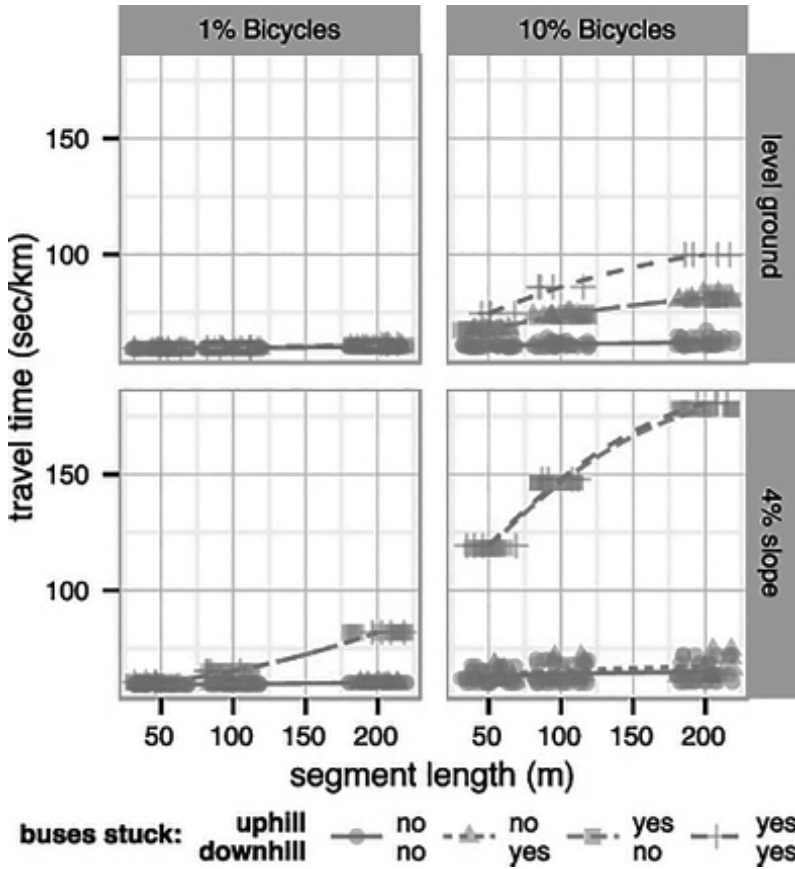 1% Bicycles
10% Bicycles
150
100
level ground
travel time (sec/km)
150
100
4% slope
50
100
150
200
50
100
150
200
segment length (m)
buses stuck:
uphill no no yes yes
downhill no yes no yes